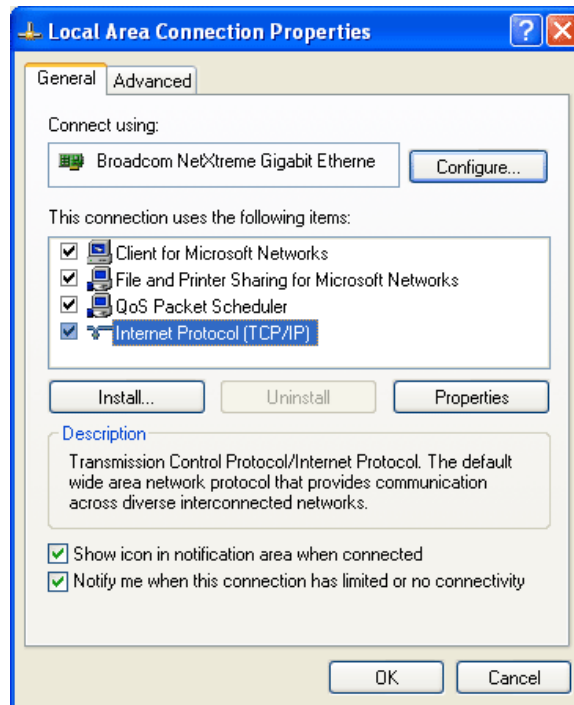 Local Area Connection Properties
General Advanced
Connect using:
Broadcom NetXtreme Gigabit Etherne
Configure...
This connection uses the following items:
Client for Microsoft Networks
File and Printer Sharing for Microsoft Networks
QoS Packet Scheduler
Internet Protocol (TCP/IP)
Install... Uninstall Properties
Description
Transmission Control Protocol/Internet Protocol. The default
wide area network protocol that provides communication
across diverse interconnected networks.
Show icon in notification area when connected
Notify me when this connection has limited or no connectivity
OK Cancel